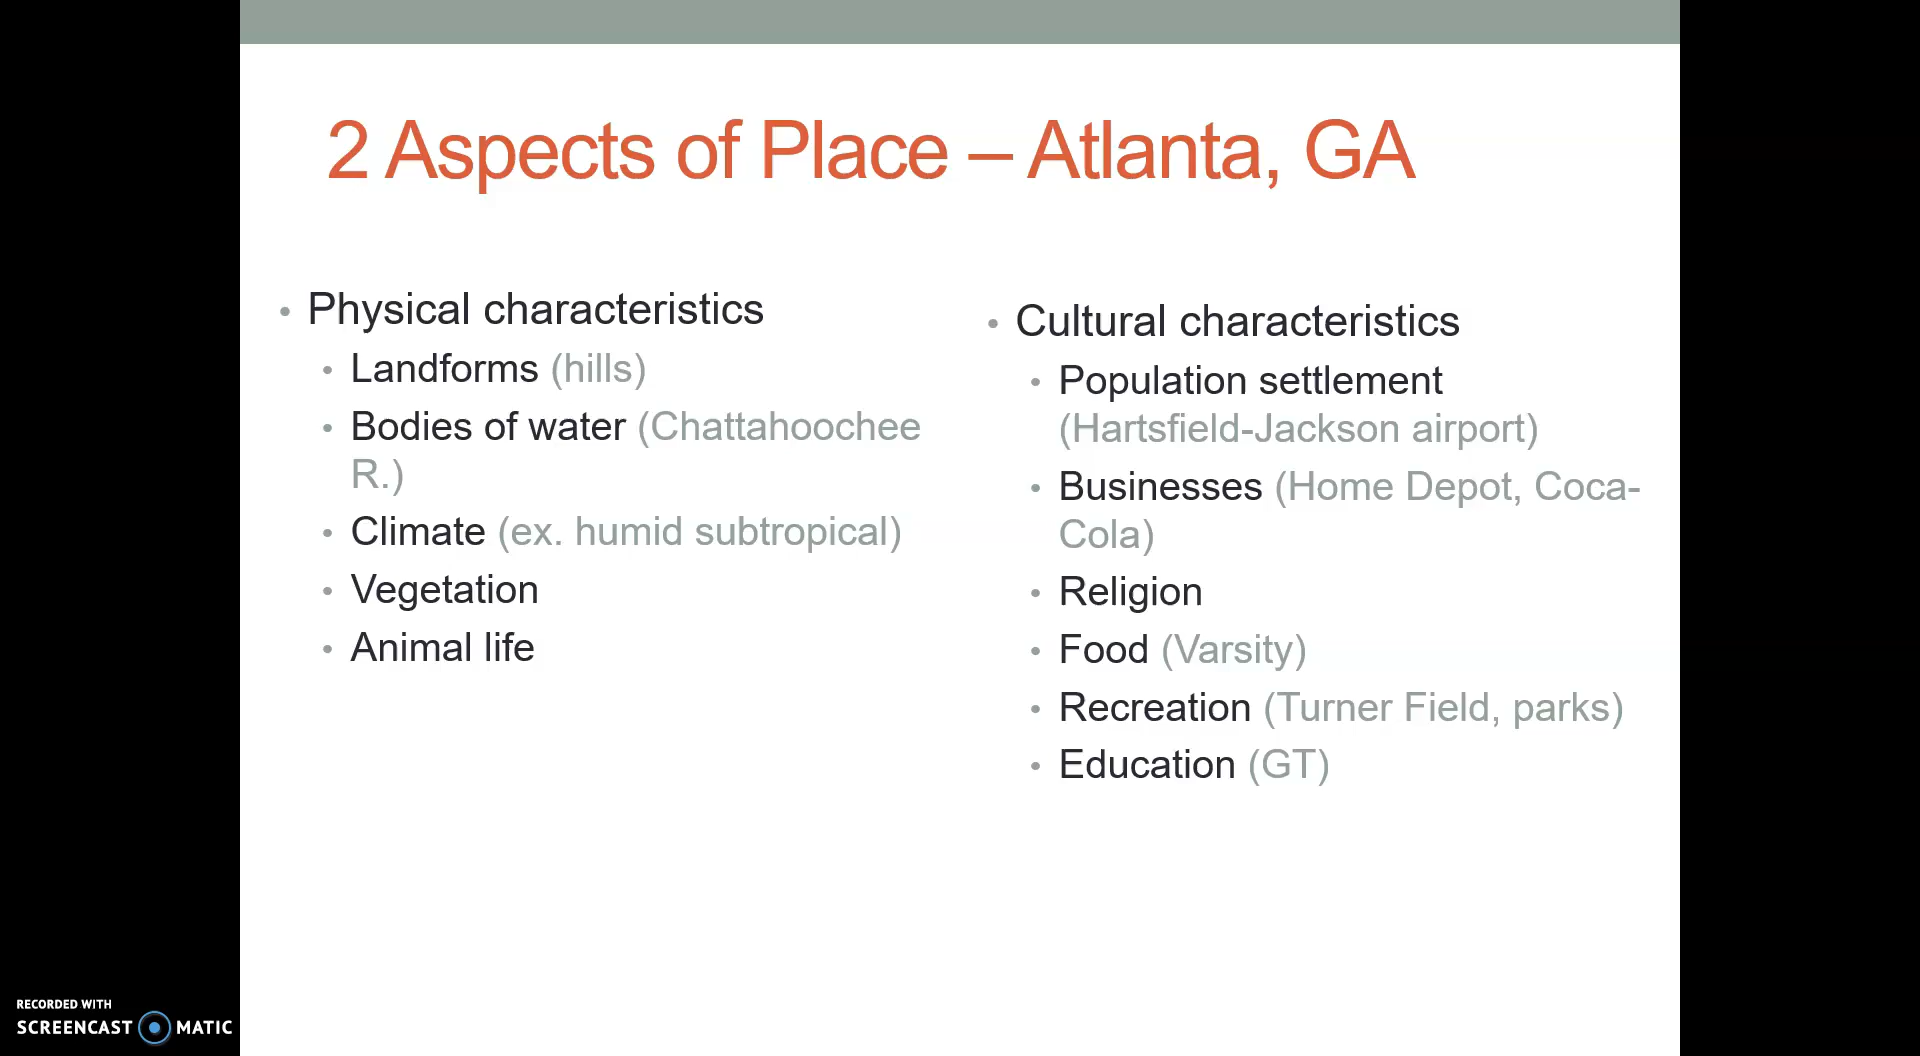 2 Aspects of Place – Atlanta, GA
• Physical characteristics
• Landforms (hills)
• Bodies of water (Chattahoochee
R.)
• Climate (ex. humid subtropical)
• Vegetation
• Animal life
• Cultural characteristics
• Population settlement
(Hartsfield-Jackson airport)
• Businesses (Home Depot, Coca-
Cola)
• Religion
• Food (Varsity)
• Recreation (Turner Field, parks)
• Education (GT)
RECORDED WITH
SCREENCAST MATIC